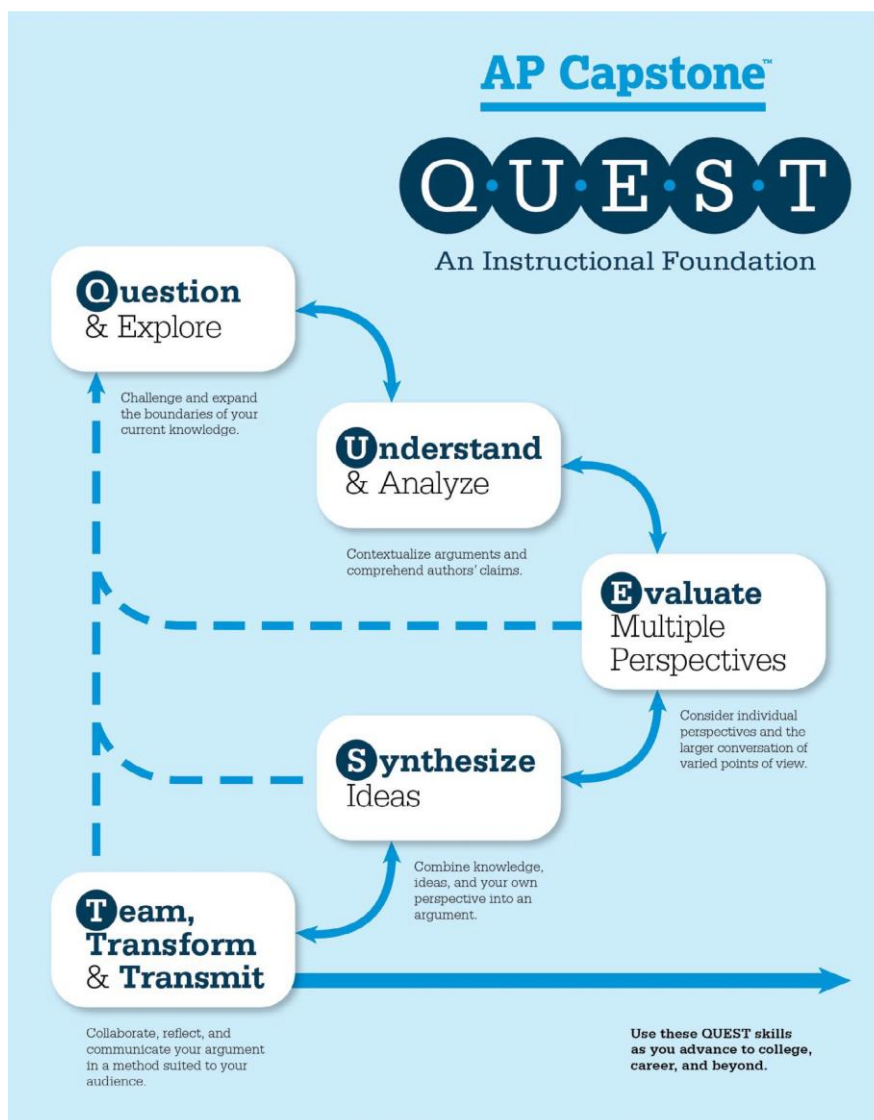 AP Capstone™
Q·U·E·S·T
An Instructional Foundation
Question
& Explore
Challenge and expand
the boundaries of your
current knowledge.
Understand
& Analyze
Contextualize arguments and
comprehend authors' claims.
Evaluate
Multiple
Perspectives
Consider individual
perspectives and the
larger conversation of
varied points of view.
Synthesize
Ideas
Combine knowledge,
ideas, and your own
perspective into an
argument.
Team,
Transform
& Transmit
Collaborate, reflect, and
communicate your argument
in a method suited to your
audience.
Use these QUEST skills
as you advance to college,
career, and beyond.